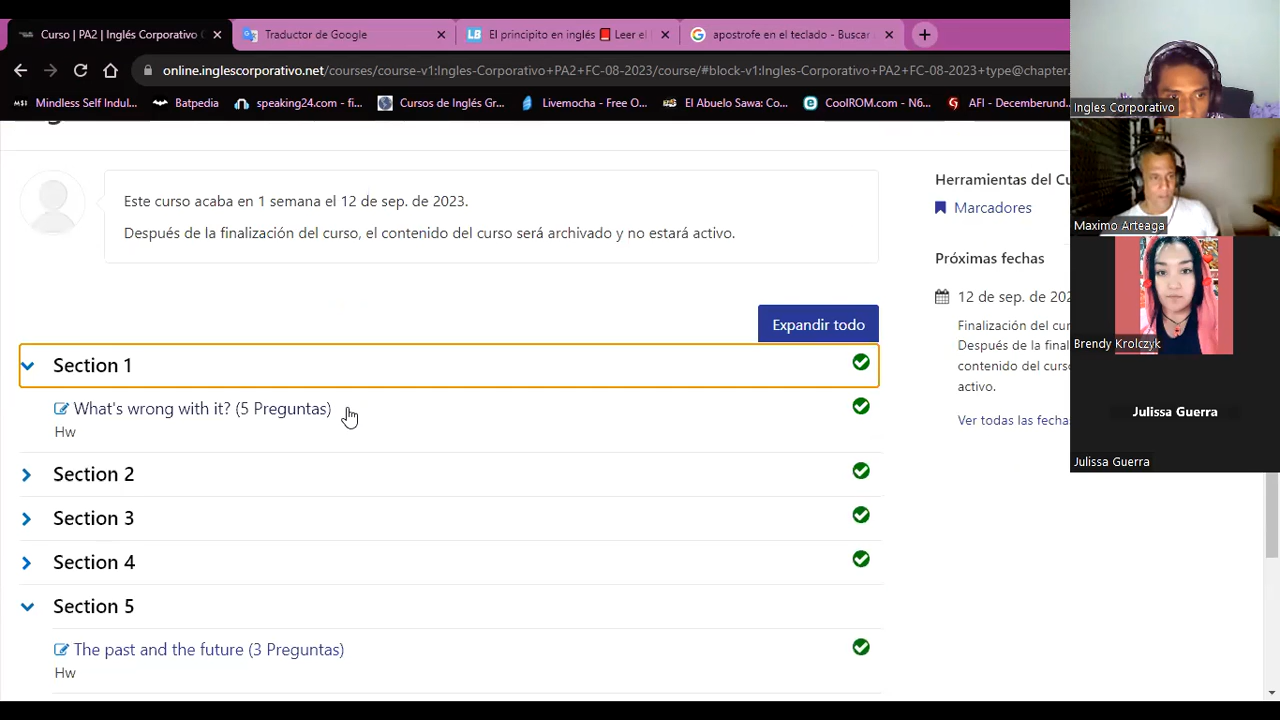 Curso | PA2 | Inglés Corporativo
Traductor de Google
El principito en inglés 📕 Leer el
apostrofe en el teclado - Buscar
online.inglescorporativo.net/courses/course-v1:Ingles-Corporativo+PA2+FC-08-2023/course/#block-v1:Ingles-Corporativo+PA2+FC-08-2023+type@chapter
Mindless Self Indul...
Batpedia
speaking24.com - fi...
Cursos de Inglés Gr...
Livemocha - Free O...
El Abuelo Sawa: Co...
CoolROM.com - N6...
AFI - Decemberund...
Este curso acaba en 1 semana el 12 de sep. de 2023.
Después de la finalización del curso, el contenido del curso será archivado y no estará activo.
Expandir todo
Section 1
What's wrong with it? (5 Preguntas)
Hw
Section 2
Section 3
Section 4
Section 5
The past and the future (3 Preguntas)
Hw
Herramientas del Cu
Marcadores
Próximas fechas
12 de sep. de 202
Finalización del cur
Después de la final
contenido del curso
activo.
Ver todas las fecha
Ingles Corporativo
Maximo Arteaga
Brendy Krolczyk
Julissa Guerra
Julissa Guerra